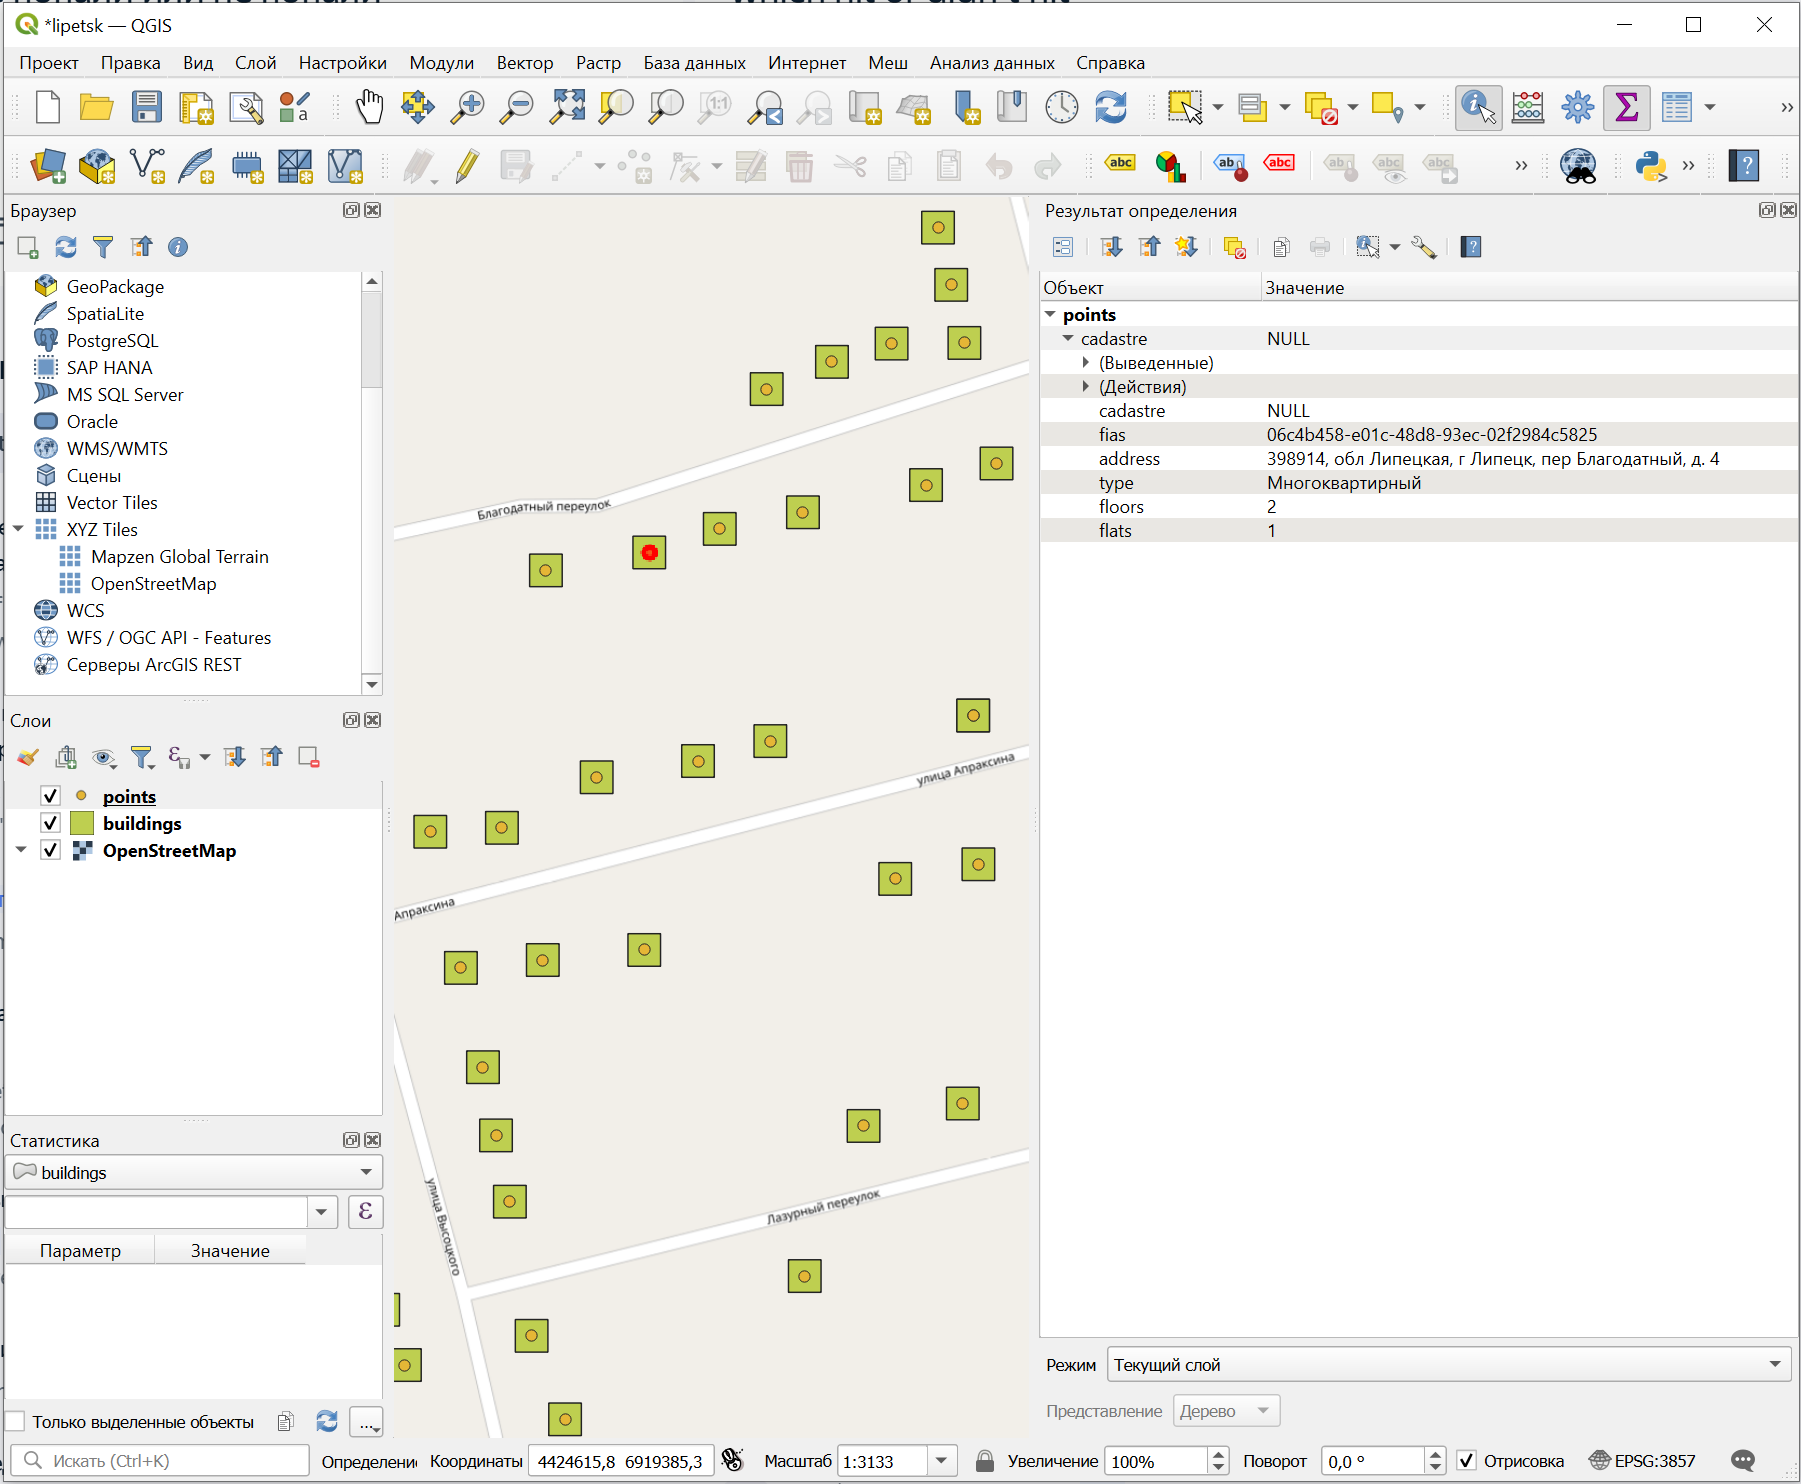 *lipetsk — QGIS
Проект Правка Вид Слой Настройки Модули Вектор Растр База данных Интернет Меш Анализ данных Справка
Браузер
GeoPackage
SpatiaLite
PostgreSQL
SAP HANA
MS SQL Server
Oracle
WMS/WMTS
Сцены
Vector Tiles
XYZ Tiles
Mapzen Global Terrain
OpenStreetMap
WCS
WFS / OGC API - Features
Серверы ArcGIS REST
Слои
points
buildings
OpenStreetMap
Статистика
buildings
Параметр Значение
Только выделенные объекты
Благодатный переулок
улица Апраксина
Апраксина
улица Высоцкого
Лазурный переулок
Результат определения
Объект Значение
points
cadastre NULL
(Выведенные)
(Действия)
cadastre NULL
fias 06c4b458-e01c-48d8-93ec-02f2984c5825
address 398914, обл Липецкая, г Липецк, пер Благодатный, д. 4
type Многоквартирный
floors 2
flats 1
Режим Текущий слой
Представление Дерево
Искать (Ctrl+K) Определени Координаты 4424615,8 6919385,3 Масштаб 1:3133 Увеличение 100% Поворот 0,0 ° Отрисовка EPSG:3857